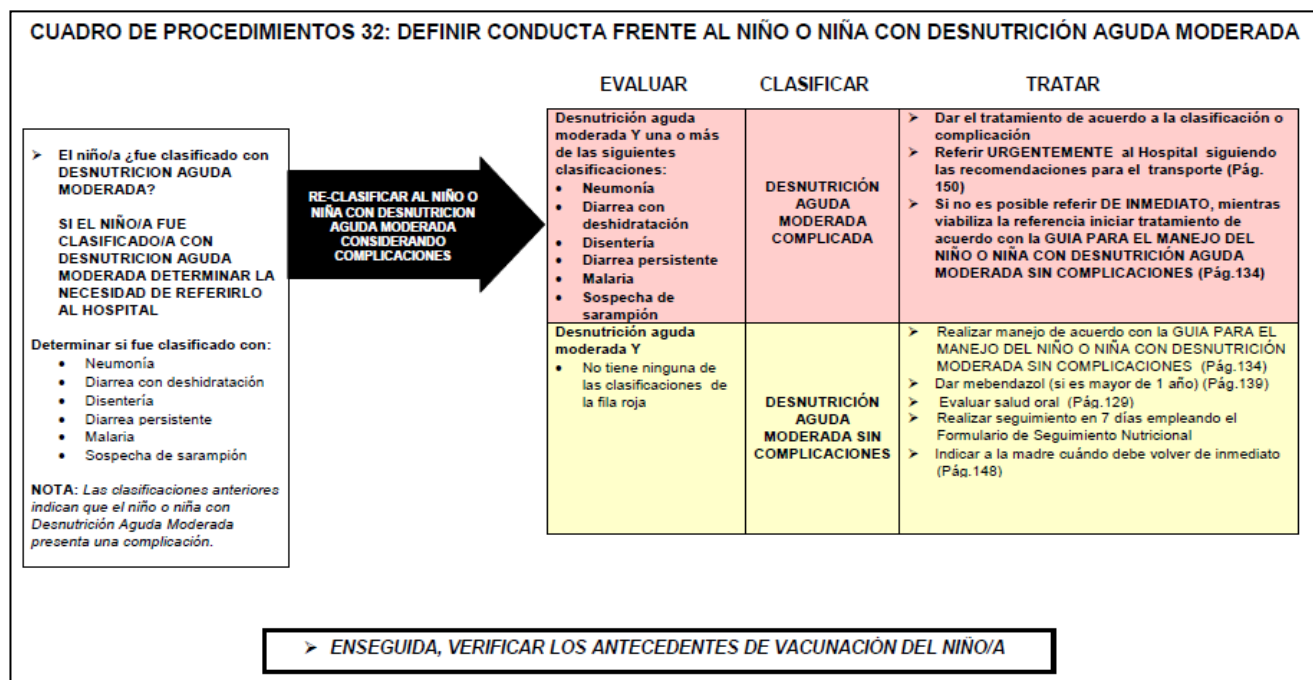 CUADRO DE PROCEDIMIENTOS 32: DEFINIR CONDUCTA FRENTE AL NIÑO O NIÑA CON DESNUTRICIÓN AGUDA MODERADA
➢ El niño/a ¿fue clasificado con
DESNUTRICION AGUDA
MODERADA?
SI EL NIÑO/A FUE
CLASIFICADO/A CON
DESNUTRICION AGUDA
MODERADA DETERMINAR LA
NECESIDAD DE REFERIRLO
AL HOSPITAL
Determinar si fue clasificado con:
• Neumonía
• Diarrea con deshidratación
• Disentería
• Diarrea persistente
• Malaria
• Sospecha de sarampión
NOTA: Las clasificaciones anteriores
indican que el niño o niña con
Desnutrición Aguda Moderada
presenta una complicación.
RE-CLASIFICAR AL NIÑO O
NIÑA CON DESNUTRICION
AGUDA MODERADA
CONSIDERANDO
COMPLICACIONES
EVALUAR CLASIFICAR TRATAR
Desnutrición aguda
moderada Y una o más
de las siguientes
clasificaciones:
• Neumonía
• Diarrea con
deshidratación
• Disentería
• Diarrea persistente
• Malaria
• Sospecha de
sarampión
DESNUTRICIÓN
AGUDA
MODERADA
COMPLICADA
➢ Dar el tratamiento de acuerdo a la clasificación o
complicación
➢ Referir URGENTEMENTE al Hospital siguiendo
las recomendaciones para el transporte (Pág.
150)
➢ Si no es posible referir DE INMEDIATO, mientras
viabiliza la referencia iniciar tratamiento de
acuerdo con la GUIA PARA EL MANEJO DEL
NIÑO O NIÑA CON DESNUTRICIÓN AGUDA
MODERADA SIN COMPLICACIONES (Pág.134)
Desnutrición aguda
moderada Y
• No tiene ninguna de
las clasificaciones de
la fila roja
DESNUTRICIÓN
AGUDA
MODERADA SIN
COMPLICACIONES
➢ Realizar manejo de acuerdo con la GUIA PARA EL
MANEJO DEL NIÑO O NIÑA CON DESNUTRICIÓN
MODERADA SIN COMPLICACIONES (Pág.134)
➢ Dar mebendazol (si es mayor de 1 año) (Pág.139)
➢ Evaluar salud oral (Pág.129)
➢ Realizar seguimiento en 7 días empleando el
Formulario de Seguimiento Nutricional
➢ Indicar a la madre cuándo debe volver de inmediato
(Pág.148)
➢ ENSEGUIDA, VERIFICAR LOS ANTECEDENTES DE VACUNACIÓN DEL NIÑO/A